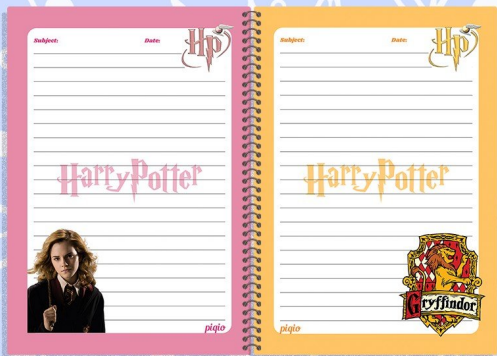 Subject: Date: HP
Harry Potter
piqio
Subject: Date: HP
Harry Potter
Gryffindor
piqio